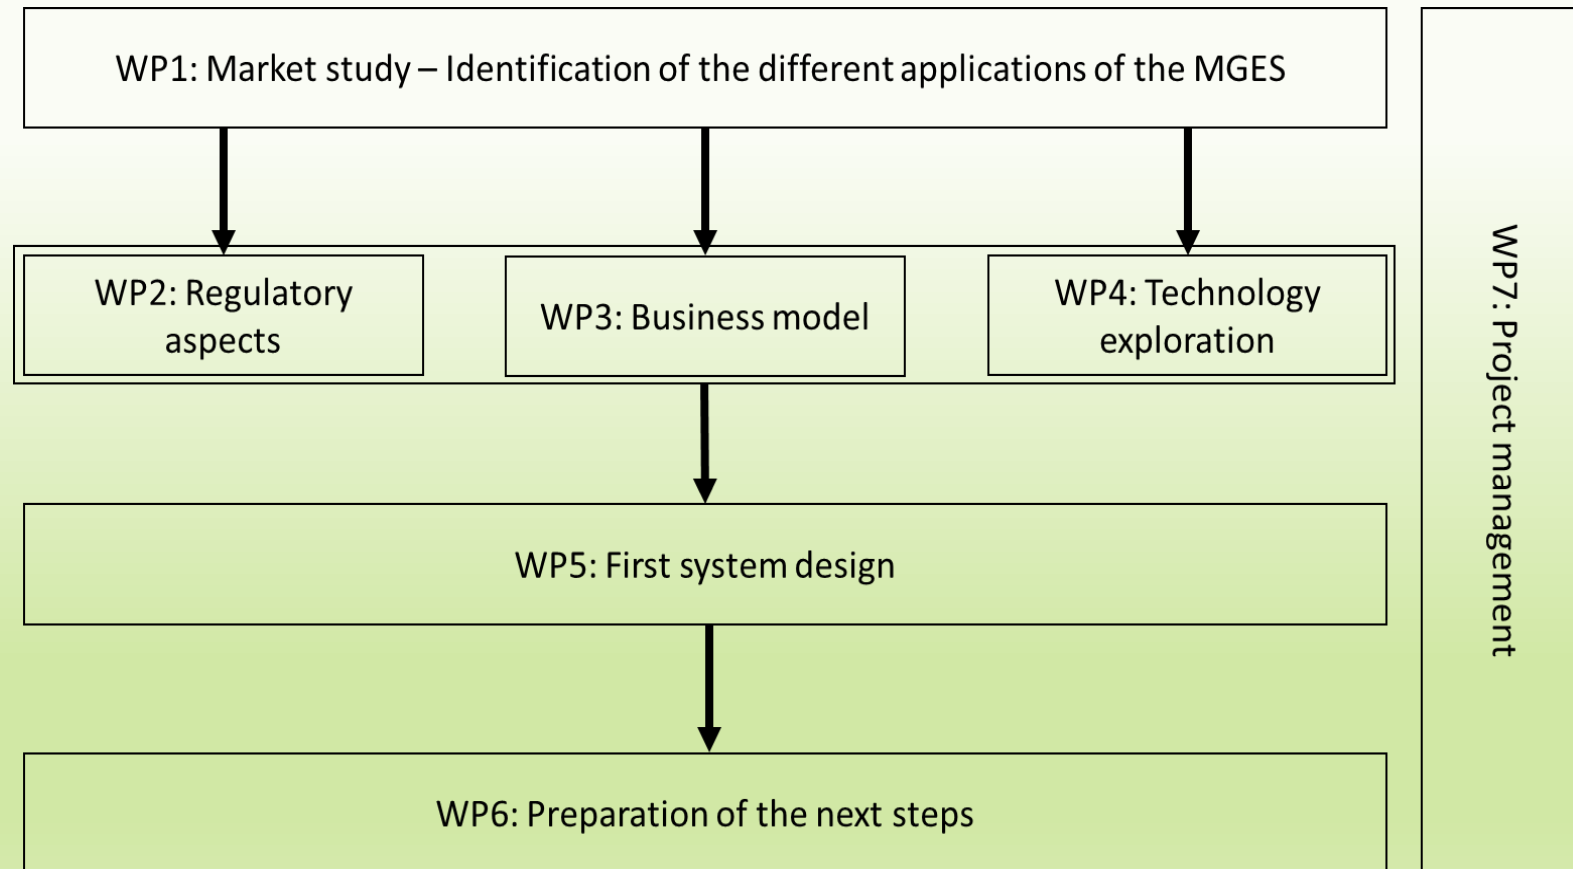 WP1: Market study – Identification of the different applications of the MGES
WP2: Regulatory
aspects
WP3: Business model
WP4: Technology
exploration
WP5: First system design
WP6: Preparation of the next steps
WP7: Project management